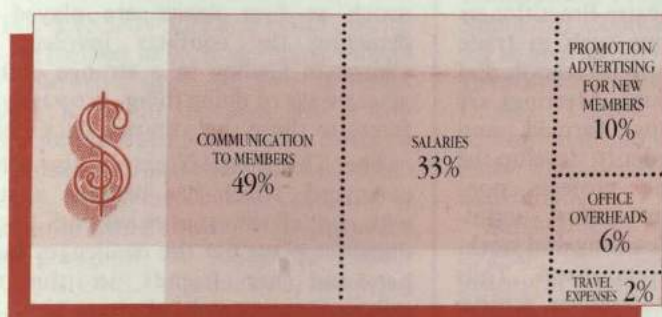 $
COMMUNICATION
TO MEMBERS
49%
SALARIES
33%
PROMOTION/
ADVERTISING
FOR NEW
MEMBERS
10%
OFFICE
OVERHEADS
6%
TRAVEL
EXPENSES 2%